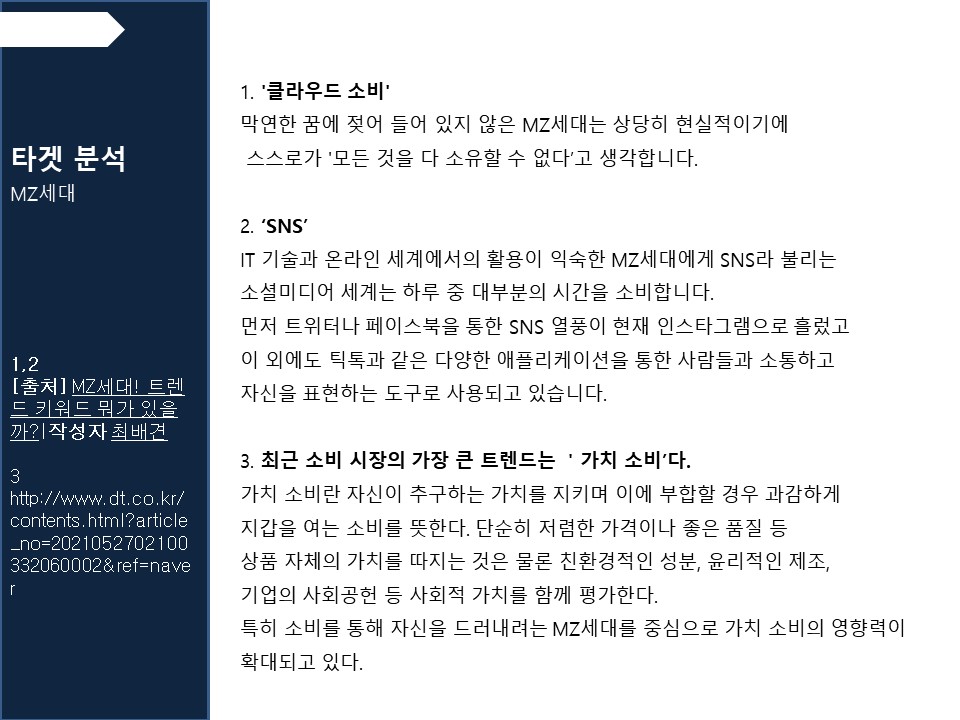 타겟 분석
MZ세대
1,2
[출처] MZ세대! 트렌
드 키워드 뭐가 있을
까?|작성자 최배견
3
http://www.dt.co.kr/
contents.html?article
_no=2021052702100
332060002&ref=nave
r
1. '클라우드 소비'
막연한 꿈에 젖어 들어 있지 않은 MZ세대는 상당히 현실적이기에
스스로가 '모든 것을 다 소유할 수 없다’고 생각합니다.
2. ‘SNS’
IT 기술과 온라인 세계에서의 활용이 익숙한 MZ세대에게 SNS라 불리는
소셜미디어 세계는 하루 중 대부분의 시간을 소비합니다.
먼저 트위터나 페이스북을 통한 SNS 열풍이 현재 인스타그램으로 흘렀고
이 외에도 틱톡과 같은 다양한 애플리케이션을 통한 사람들과 소통하고
자신을 표현하는 도구로 사용되고 있습니다.
3. 최근 소비 시장의 가장 큰 트렌드는 ' 가치 소비’다.
가치 소비란 자신이 추구하는 가치를 지키며 이에 부합할 경우 과감하게
지갑을 여는 소비를 뜻한다. 단순히 저렴한 가격이나 좋은 품질 등
상품 자체의 가치를 따지는 것은 물론 친환경적인 성분, 윤리적인 제조,
기업의 사회공헌 등 사회적 가치를 함께 평가한다.
특히 소비를 통해 자신을 드러내려는 MZ세대를 중심으로 가치 소비의 영향력이
확대되고 있다.